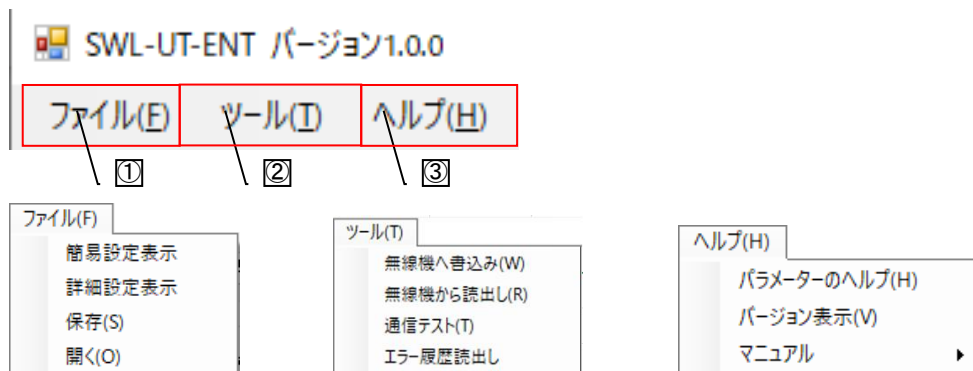 SWL-UT-ENT バージョン1.0.0
ファイル(F) ツール(T) ヘルプ(H)
① ② ③
ファイル(F)
簡易設定表示
詳細設定表示
保存(S)
開く(O)
ツール(T)
無線機へ書込み(W)
無線機から読出し(R)
通信テスト(T)
エラー履歴読出し
ヘルプ(H)
パラメーターのヘルプ(H)
バージョン表示(V)
マニュアル